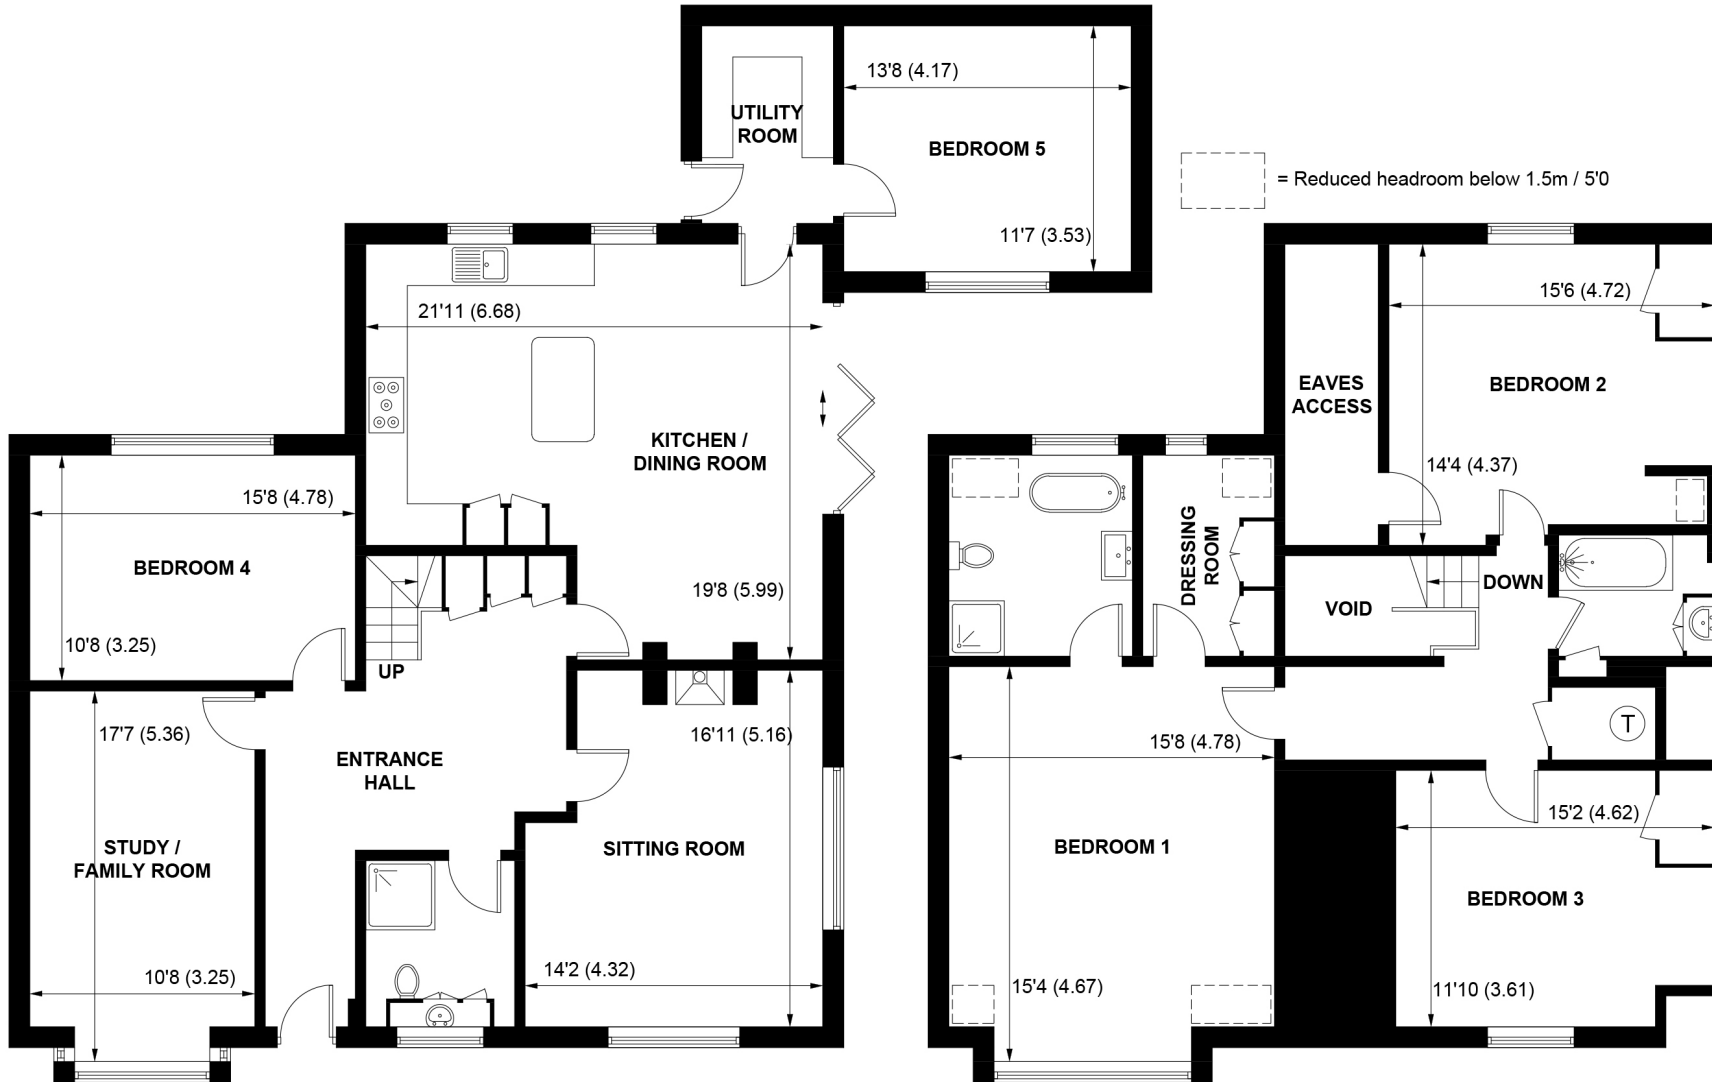 13'8 (4.17)
UTILITY
ROOM
BEDROOM 5
11'7 (3.53)
= Reduced headroom below 1.5m / 5'0
21'11 (6.68)
KITCHEN /
DINING ROOM
19'8 (5.99)
15'8 (4.78)
BEDROOM 4
10'8 (3.25)
UP
17'7 (5.36)
ENTRANCE
HALL
16'11 (5.16)
STUDY /
FAMILY ROOM
SITTING ROOM
10'8 (3.25)
14'2 (4.32)
15'6 (4.72)
EAVES
ACCESS
BEDROOM 2
14'4 (4.37)
DRESSING
ROOM
DOWN
VOID
T
15'8 (4.78)
BEDROOM 1
15'4 (4.67)
15'2 (4.62)
BEDROOM 3
11'10 (3.61)